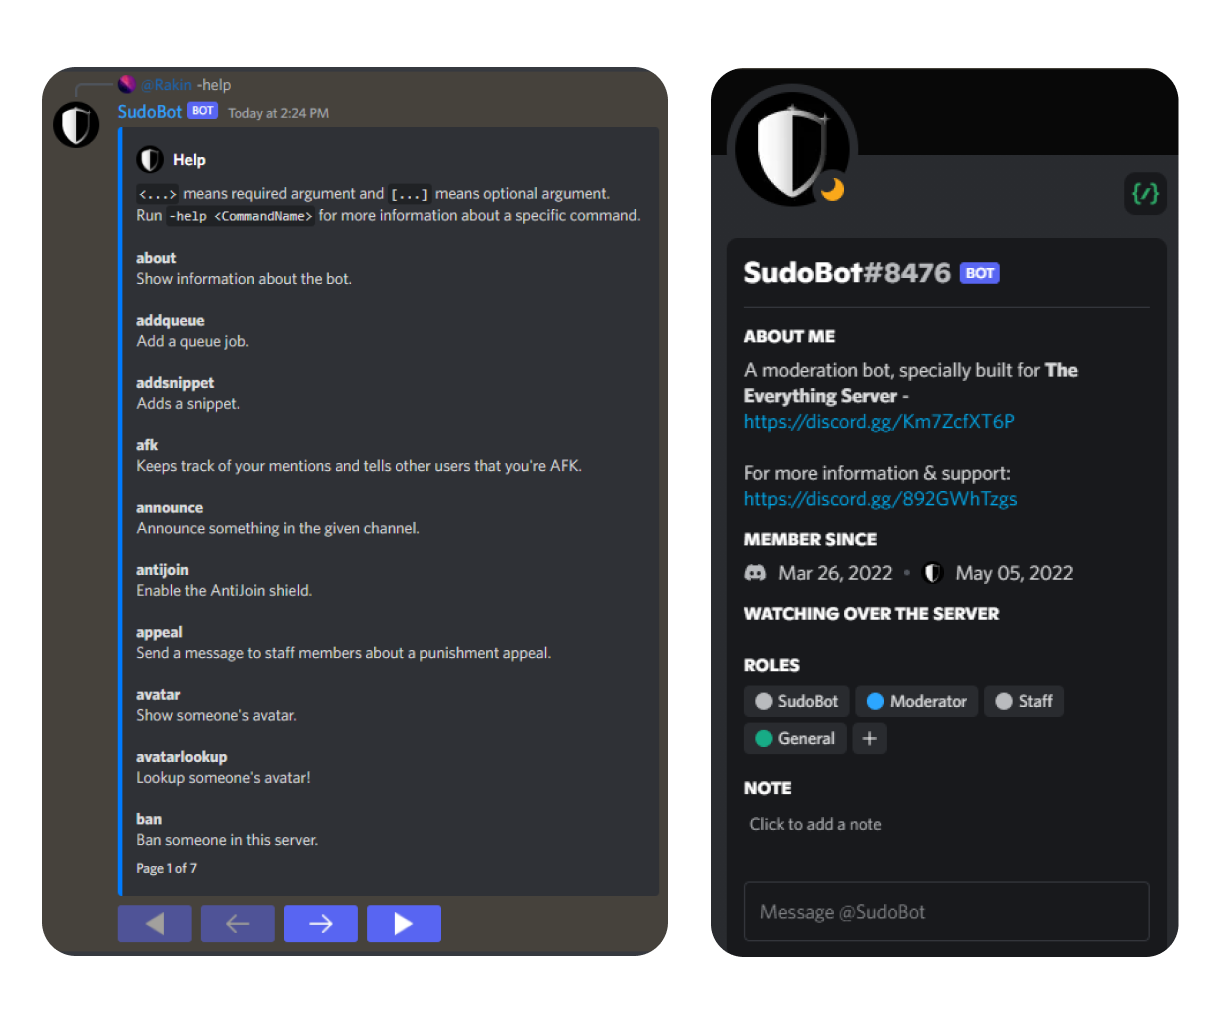 @Rakin -help
SudoBot BOT Today at 2:24 PM
Help
<...> means required argument and [...] means optional argument.
Run -help <CommandName> for more information about a specific command.
about
Show information about the bot.
addqueue
Add a queue job.
addsnippet
Adds a snippet.
afk
Keeps track of your mentions and tells other users that you're AFK.
announce
Announce something in the given channel.
antijoin
Enable the AntiJoin shield.
appeal
Send a message to staff members about a punishment appeal.
avatar
Show someone's avatar.
avatarlookup
Lookup someone's avatar!
ban
Ban someone in this server.
Page 1 of 7
{/}
SudoBot#8476 BOT
ABOUT ME
A moderation bot, specially built for The
Everything Server -
https://discord.gg/Km7ZcfXT6P
For more information & support:
https://discord.gg/892GWhTzgs
MEMBER SINCE
Mar 26, 2022 • May 05, 2022
WATCHING OVER THE SERVER
ROLES
SudoBot Moderator Staff
General +
NOTE
Click to add a note
Message @SudoBot